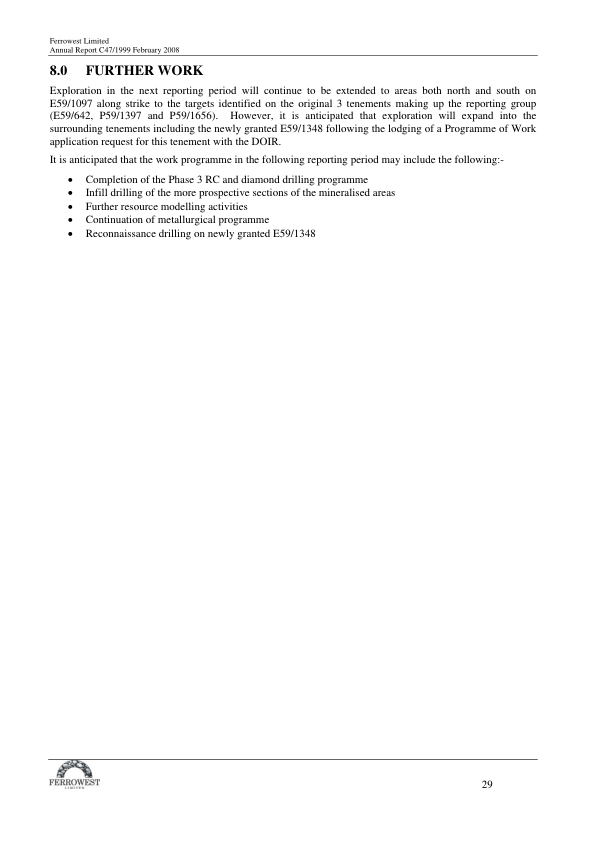 Ferrowest Limited
Annual Report C47/1999 February 2008
8.0 FURTHER WORK
Exploration in the next reporting period will continue to be extended to areas both north and south on
E59/1097 along strike to the targets identified on the original 3 tenements making up the reporting group
(E59/642, P59/1397 and P59/1656). However, it is anticipated that exploration will expand into the
surrounding tenements including the newly granted E59/1348 following the lodging of a Programme of Work
application request for this tenement with the DOIR.
It is anticipated that the work programme in the following reporting period may include the following:-
• Completion of the Phase 3 RC and diamond drilling programme
• Infill drilling of the more prospective sections of the mineralised areas
• Further resource modelling activities
• Continuation of metallurgical programme
• Reconnaissance drilling on newly granted E59/1348
FERROWEST
LIMITED
29